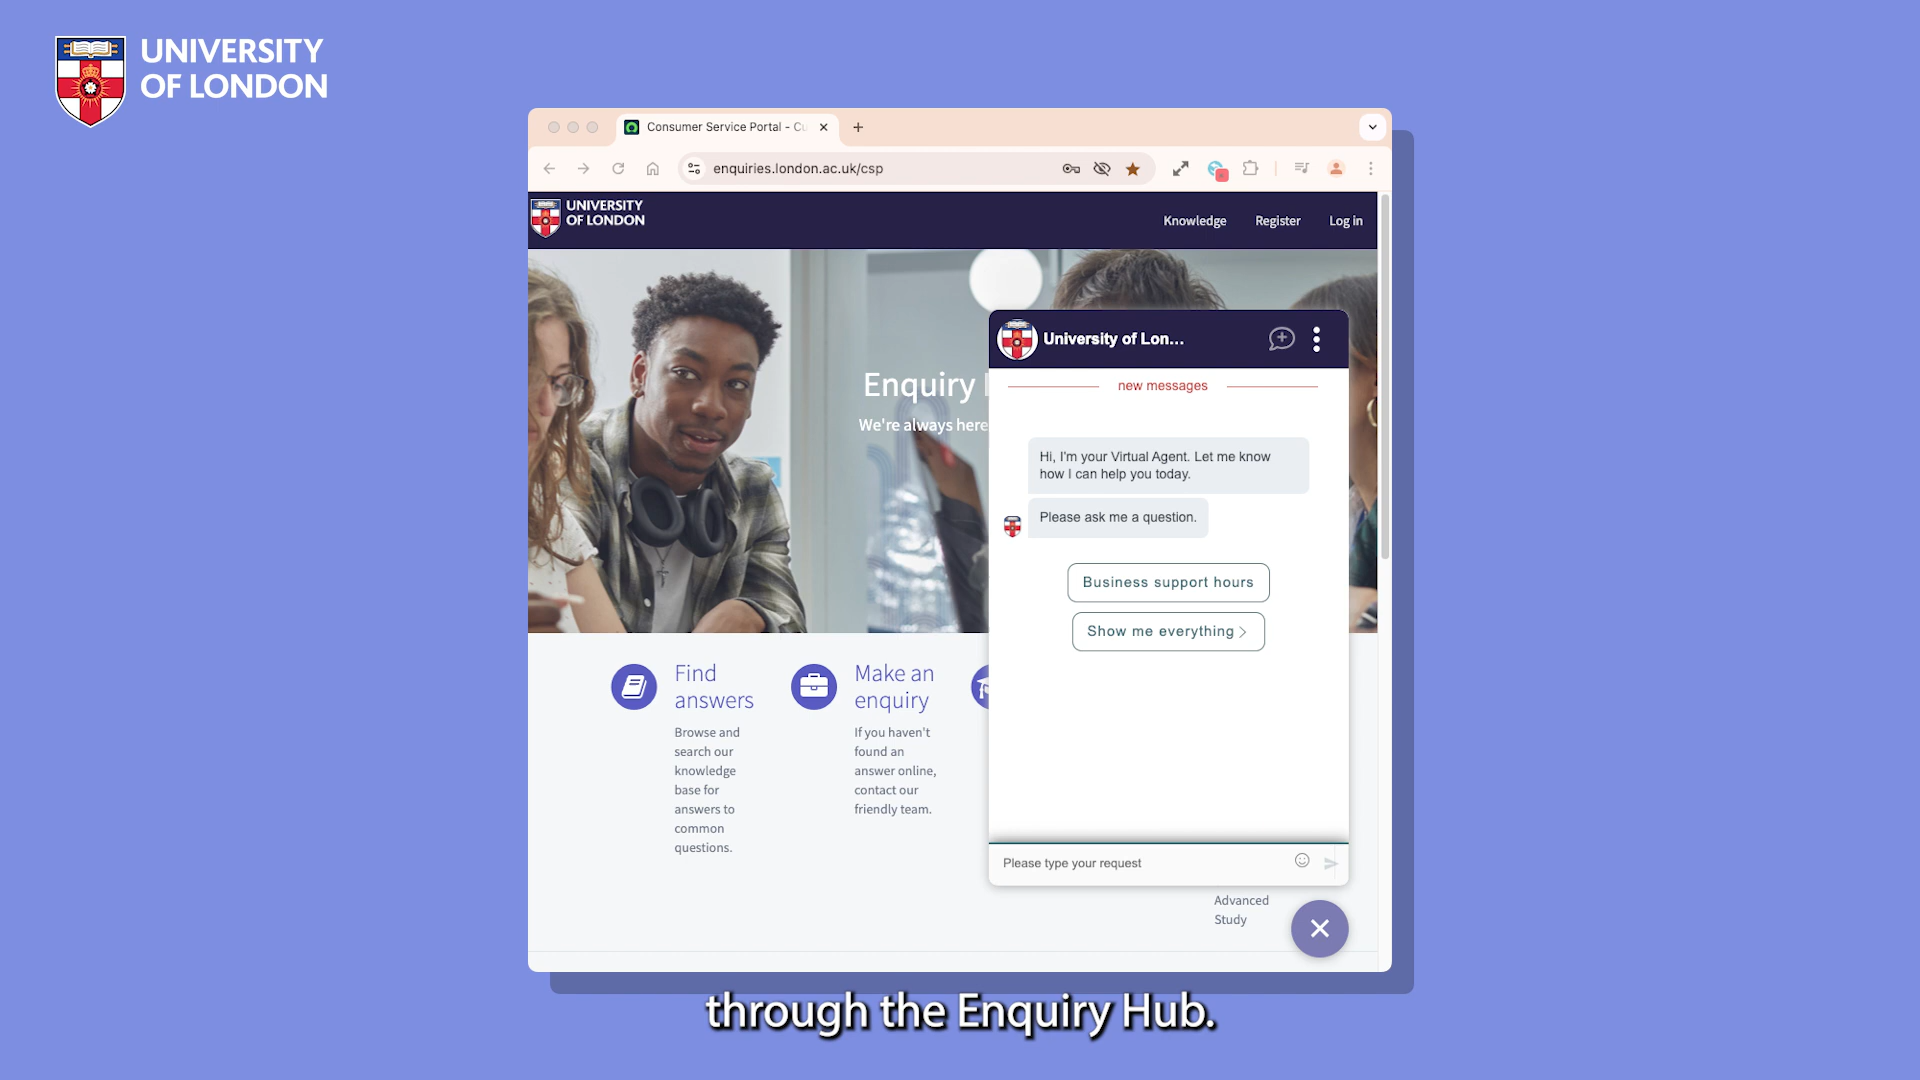 UNIVERSITY
OF LONDON
Consumer Service Portal - Cu
enquiries.london.ac.uk/csp
UNIVERSITY
OF LONDON
Knowledge
Register
Log in
Enquiry
We're always here
University of Lon...
new messages
Hi, I'm your Virtual Agent. Let me know
how I can help you today.
Please ask me a question.
Business support hours
Show me everything
Find
answers
Browse and
search our
knowledge
base for
answers to
common
questions.
Make an
enquiry
If you haven't
found an
answer online,
contact our
friendly team.
Please type your request
Advanced
Study
through the Enquiry Hub.